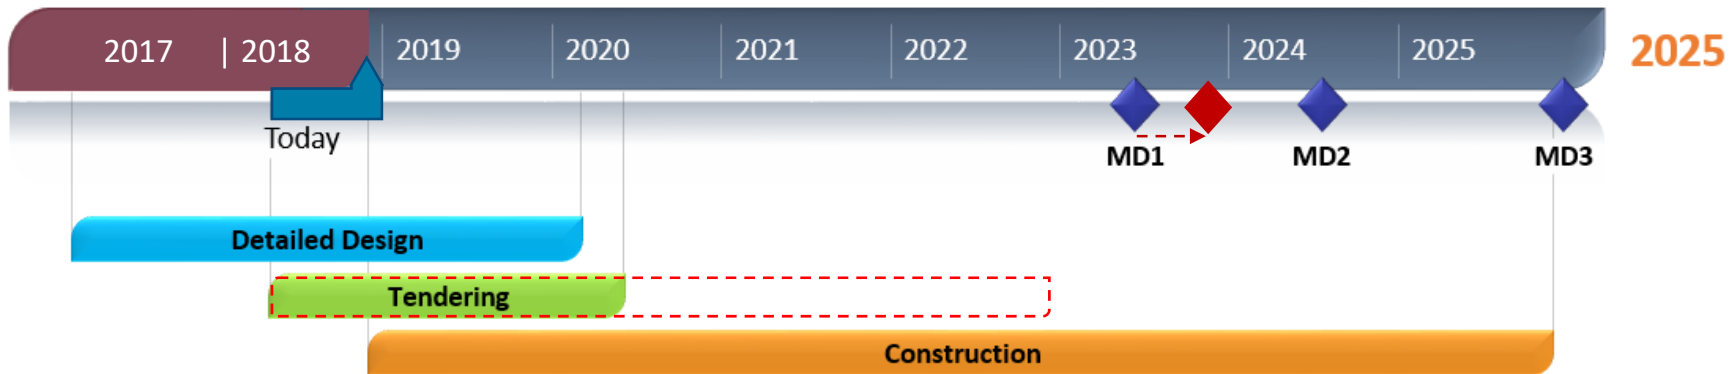 2017 | 2018 2019 2020 2021 2022 2023 2024 2025 2025
Today
MD1 MD2 MD3
Detailed Design
Tendering
Construction